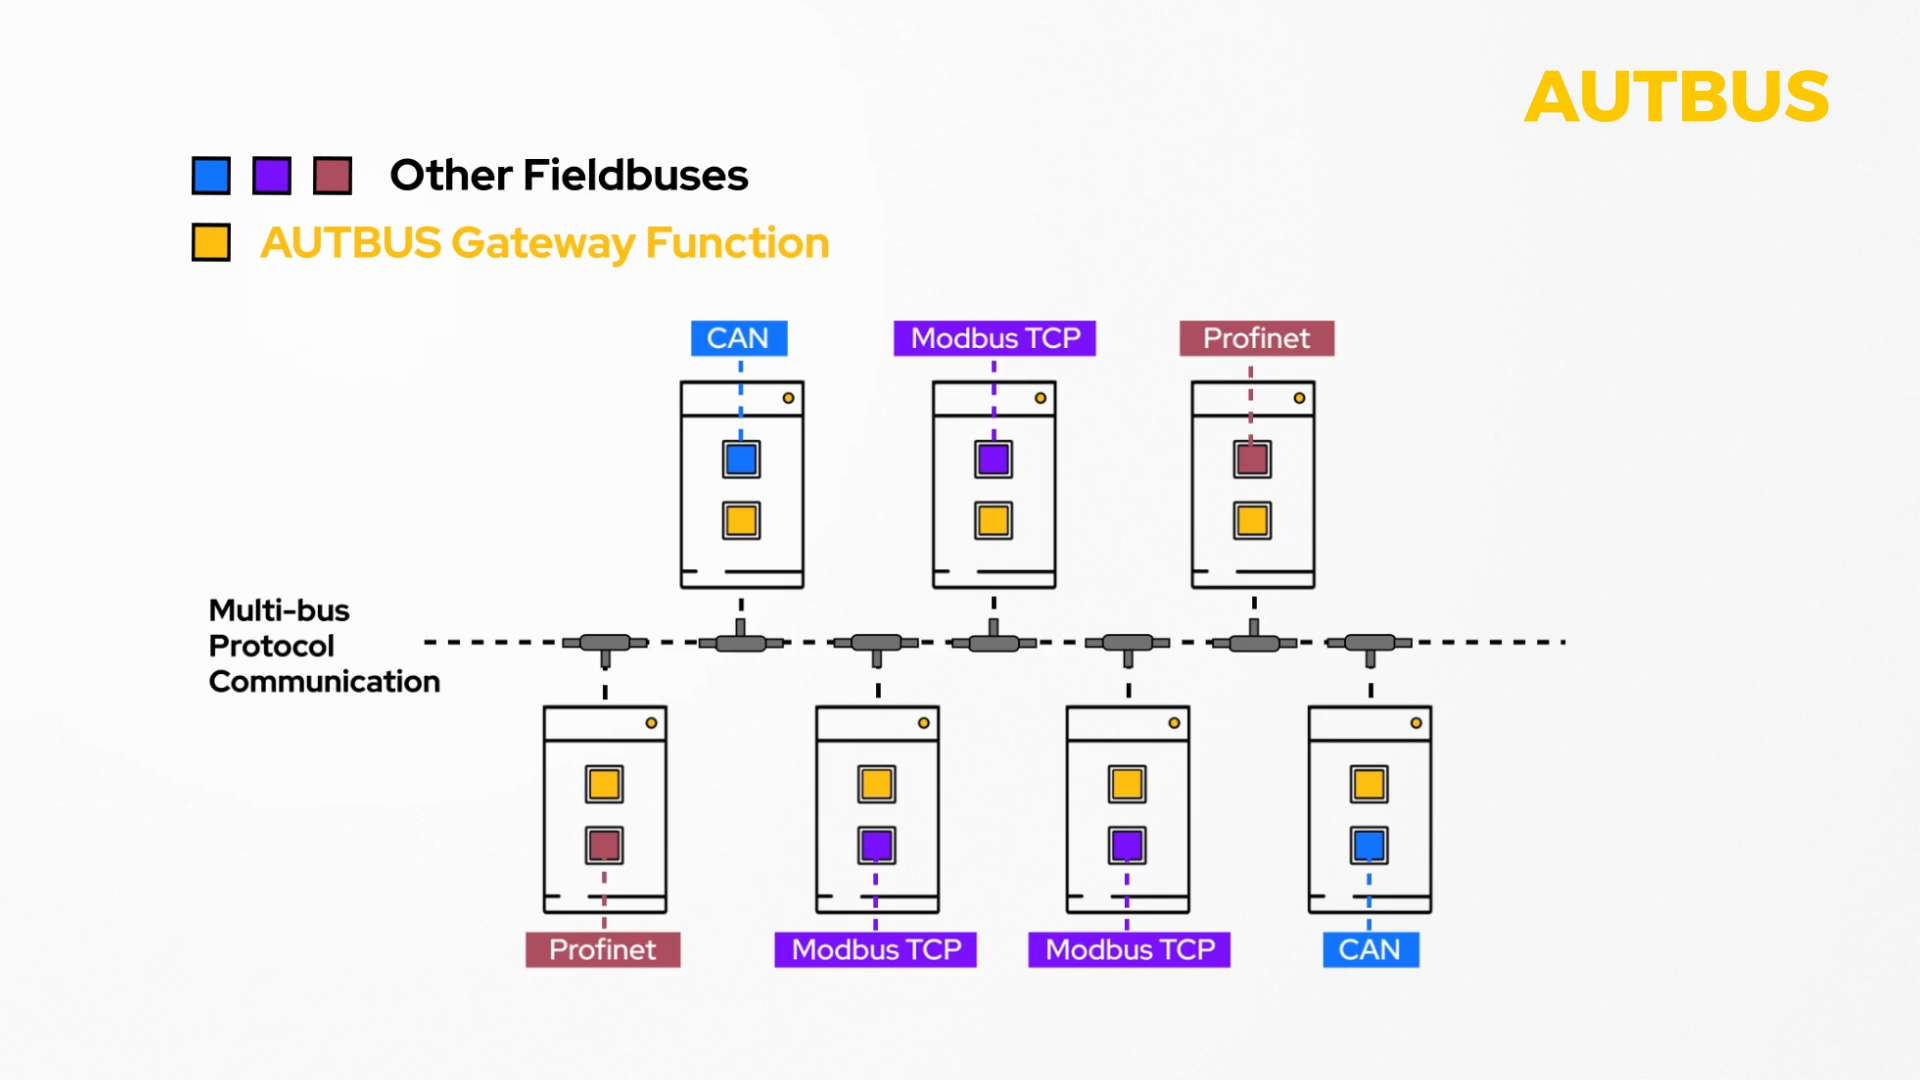 AUTBUS
Other Fieldbuses
AUTBUS Gateway Function
CAN
Modbus TCP
Profinet
Multi-bus
Protocol
Communication
Profinet
Modbus TCP
Modbus TCP
CAN